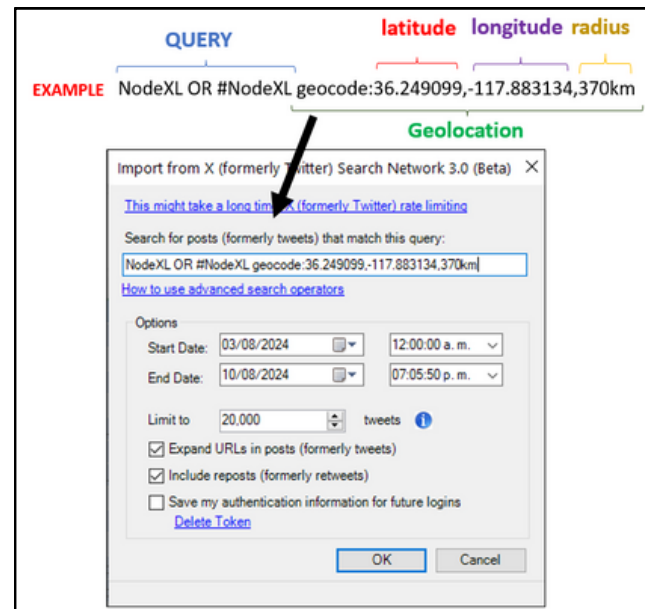 QUERY latitude longitude radius
EXAMPLE NodeXL OR #NodeXL geocode:36.249099,-117.883134,370km
Geolocation
Import from X (formerly Twitter) Search Network 3.0 (Beta)
This might take a long time X (formerly Twitter) rate limiting
Search for posts (formerly tweets) that match this query:
NodeXL OR #NodeXL geocode:36.249099,-117.883134,370km
How to use advanced search operators
Options
Start Date: 03/08/2024 12:00:00 a. m.
End Date: 10/08/2024 07:05:50 p. m.
Limit to 20,000 tweets
Expand URLs in posts (formerly tweets)
Include reposts (formerly retweets)
Save my authentication information for future logins
Delete Token
OK Cancel